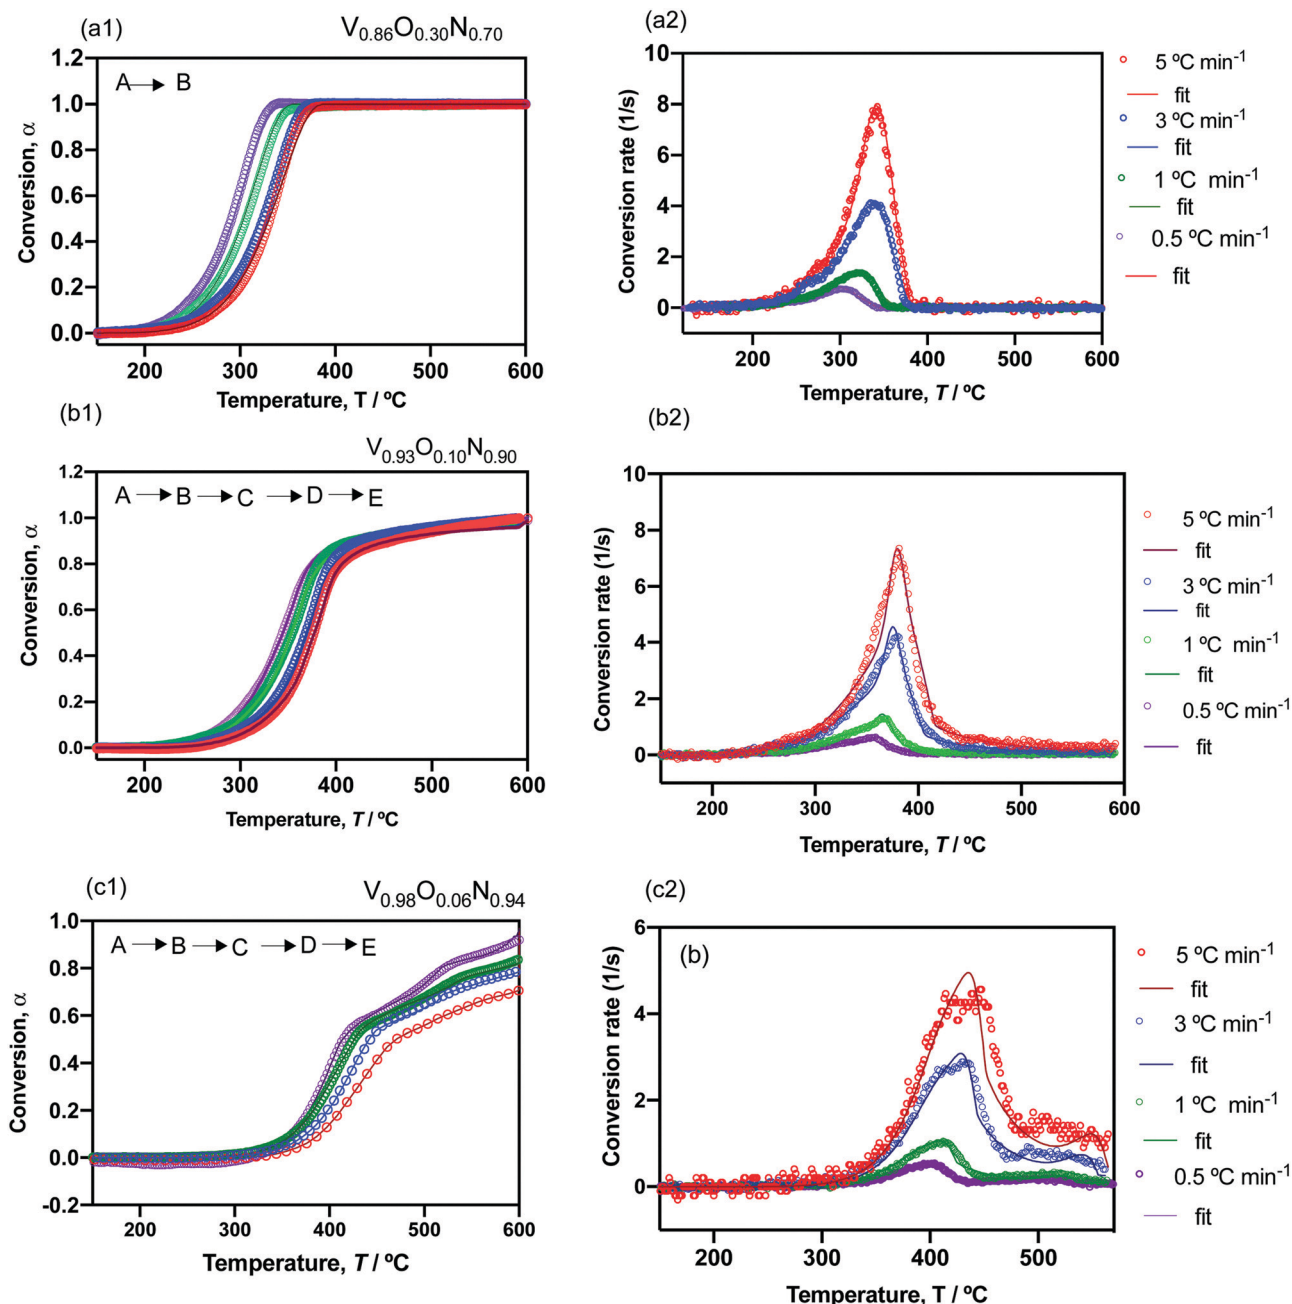 (a1)
V0.86O0.30N0.70
A → B
Conversion, α
1.2
1.0
0.8
0.6
0.4
0.2
0.0
200 300 400 500 600
Temperature, T / ºC
(a2)
Conversion rate (1/s)
10
8
6
4
2
0
200 300 400 500 600
Temperature, T / ºC
5 ºC min-1
fit
3 ºC min-1
fit
1 ºC min-1
fit
0.5 ºC min-1
fit
(b1)
V0.93O0.10N0.90
A → B → C → D → E
Conversion, α
1.2
1.0
0.8
0.6
0.4
0.2
0.0
200 300 400 500 600
Temperature, T / ºC
(b2)
Conversion rate (1/s)
10
8
6
4
2
0
200 300 400 500 600
Temperature, T / ºC
5 ºC min-1
fit
3 ºC min-1
fit
1 ºC min-1
fit
0.5 ºC min-1
fit
(c1)
V0.98O0.06N0.94
A → B → C → D → E
Conversion, α
1.0
0.8
0.6
0.4
0.2
0.0
-0.2
200 300 400 500 600
Temperature, T / ºC
(c2)
(b)
Conversion rate (1/s)
6
4
2
0
200 300 400 500
Temperature, T / ºC
5 ºC min-1
fit
3 ºC min-1
fit
1 ºC min-1
fit
0.5 ºC min-1
fit